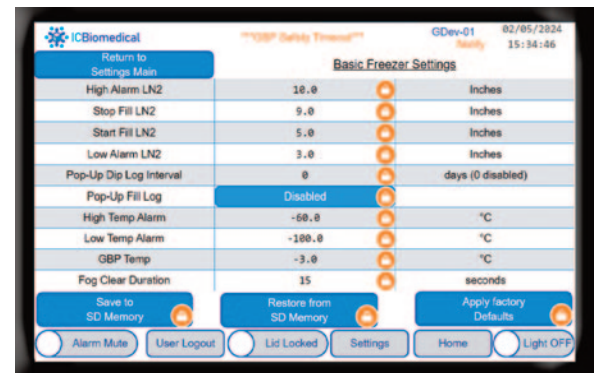 ICBiomedical
***GBP Safety Timeout***
GDev-01
02/05/2024
Notify
15:34:46
Return to
Settings Main
Basic Freezer Settings
High Alarm LN2 10.0 Inches
Stop Fill LN2 9.0 Inches
Start Fill LN2 5.0 Inches
Low Alarm LN2 3.0 Inches
Pop-Up Dip Log Interval 0 days (0 disabled)
Pop-Up Fill Log Disabled
High Temp Alarm -60.0 °C
Low Temp Alarm -100.0 °C
GBP Temp -3.0 °C
Fog Clear Duration 15 seconds
Save to
SD Memory
Restore from
SD Memory
Apply factory
Defaults
Alarm Mute User Logout Lid Locked Settings Home Light OFF